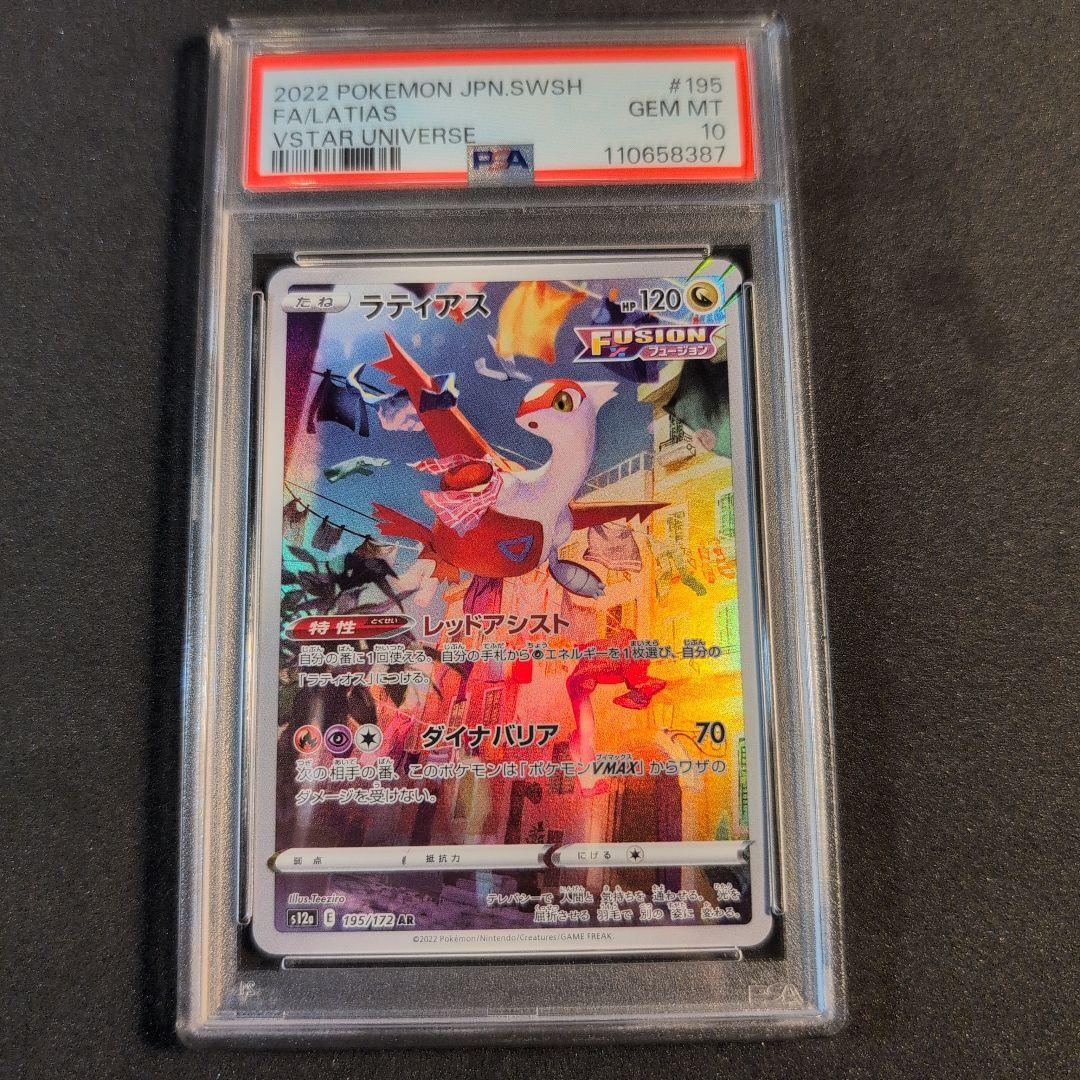 2022 POKEMON JPN.SWSH #195
FA/LATIAS GEM MT
VSTAR UNIVERSE 10
PSA 110658387
たね ラティアス HP 120
FUSION
フュージョン
特性 とくせい レッドアシスト
自分の番に1回使える。自分の手札からエネルギーを1枚選び、自分の
「ラティオス」につける。
ダイナバリア 70
次の相手の番、このポケモンは「ポケモンVMAX」からワザの
ダメージを受けない。
弱点 抵抗力 にげる
Illus.Teeziro
テレパシーで 人間と 気持ちを 通わせる。光を
屈折させる 羽毛で 別の 姿に 変わる。
s12a E 195/172 AR
©2022 Pokémon/Nintendo/Creatures/GAME FREAK.
PSA